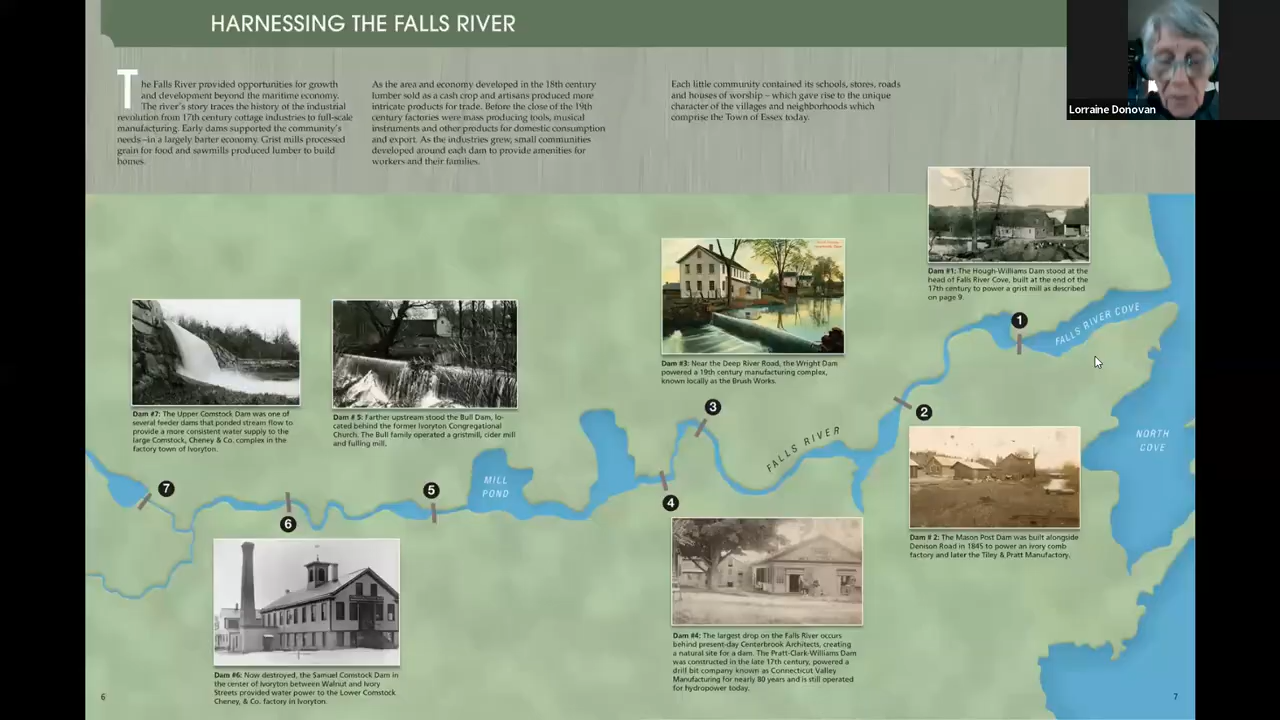 HARNESSING THE FALLS RIVER
Lorraine Donovan
The Falls River provided opportunities for growth
and development beyond the maritime economy.
The river's story traces the history of the industrial
revolution from 17th century cottage industries to full-scale
manufacturing. Early dams supported the community's
needs –in a largely barter economy. Grist mills processed
grain for food and sawmills produced lumber to build
homes.
As the area and economy developed in the 18th century
lumber sold as a cash crop and artisans produced more
intricate products for trade. Before the close of the 19th
century factories were mass producing tools, musical
instruments and other products for domestic consumption
and export. As the industries grew, small communities
developed around each dam to provide amenities for
workers and their families.
Each little community contained its schools, stores, roads
and houses of worship – which gave rise to the unique
character of the villages and neighborhoods which
comprise the Town of Essex today.
Dam #1: The Hough-Williams Dam stood at the
head of Falls River Cove, built at the end of the
17th century to power a grist mill as described
on page 9.
1
FALLS RIVER COVE
Dam #3: Near the Deep River Road, the Wright Dam
powered a 19th century manufacturing complex,
known locally as the Brush Works.
3
2
FALLS RIVER
NORTH
COVE
Dam #7: The Upper Comstock Dam was one of
several feeder dams that ponded stream flow to
provide a more consistent water supply to the
large Comstock, Cheney & Co. complex in the
factory town of Ivoryton.
Dam # 5: Farther upstream stood the Bull Dam, lo-
cated behind the former Ivoryton Congregational
Church. The Bull family operated a gristmill, cider mill
and fulling mill.
MILL
POND
7
5
6
4
Dam # 2: The Mason Post Dam was built alongside
Denison Road in 1845 to power an ivory comb
factory and later the Tiley & Pratt Manufactory.
Dam #4: The largest drop on the Falls River occurs
behind present-day Centerbrook Architects, creating
a natural site for a dam. The Pratt-Clark-Williams Dam
was constructed in the late 17th century, powered a
drill bit company known as Connecticut Valley
Manufacturing for nearly 80 years and is still operated
for hydropower today.
Dam #6: Now destroyed, the Samuel Comstock Dam in
the center of Ivoryton between Walnut and Ivory
Streets provided water power to the Lower Comstock
Cheney, & Co. factory in Ivoryton.
6
7